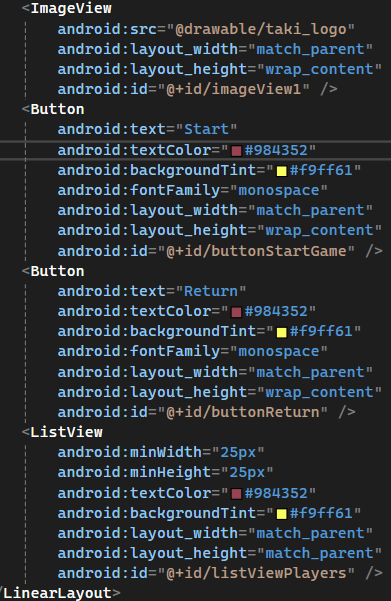 <ImageView
android:src="@drawable/taki_logo"
android:layout_width="match_parent"
android:layout_height="wrap_content"
android:id="@+id/imageView1" />
<Button
android:text="Start"
android:textColor="#984352"
android:backgroundTint="#f9ff61"
android:fontFamily="monospace"
android:layout_width="match_parent"
android:layout_height="wrap_content"
android:id="@+id/buttonStartGame" />
<Button
android:text="Return"
android:textColor="#984352"
android:backgroundTint="#f9ff61"
android:fontFamily="monospace"
android:layout_width="match_parent"
android:layout_height="wrap_content"
android:id="@+id/buttonReturn" />
<ListView
android:minWidth="25px"
android:minHeight="25px"
android:textColor="#984352"
android:backgroundTint="#f9ff61"
android:layout_width="match_parent"
android:layout_height="match_parent"
android:id="@+id/listViewPlayers" />
/LinearLayout>